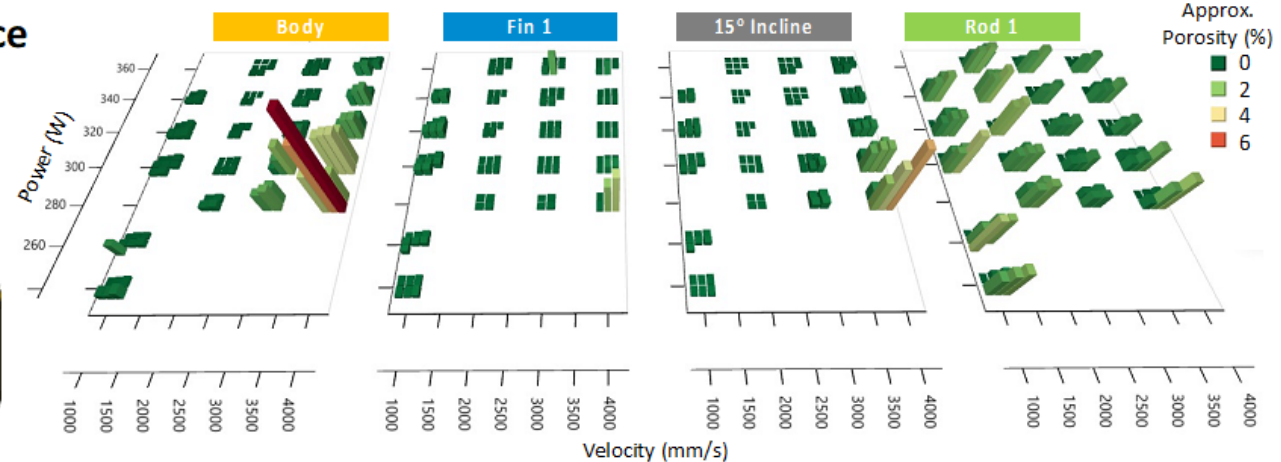 ce
Body
Fin 1
15° Incline
Rod 1
Approx.
Porosity (%)
0
2
4
6
Power (W)
360
340
320
300
280
260
1000 1500 2000 2500 3000 3500 4000
1000 1500 2000 2500 3000 3500 4000
1000 1500 2000 2500 3000 3500 4000
1000 1500 2000 2500 3000 3500 4000
Velocity (mm/s)